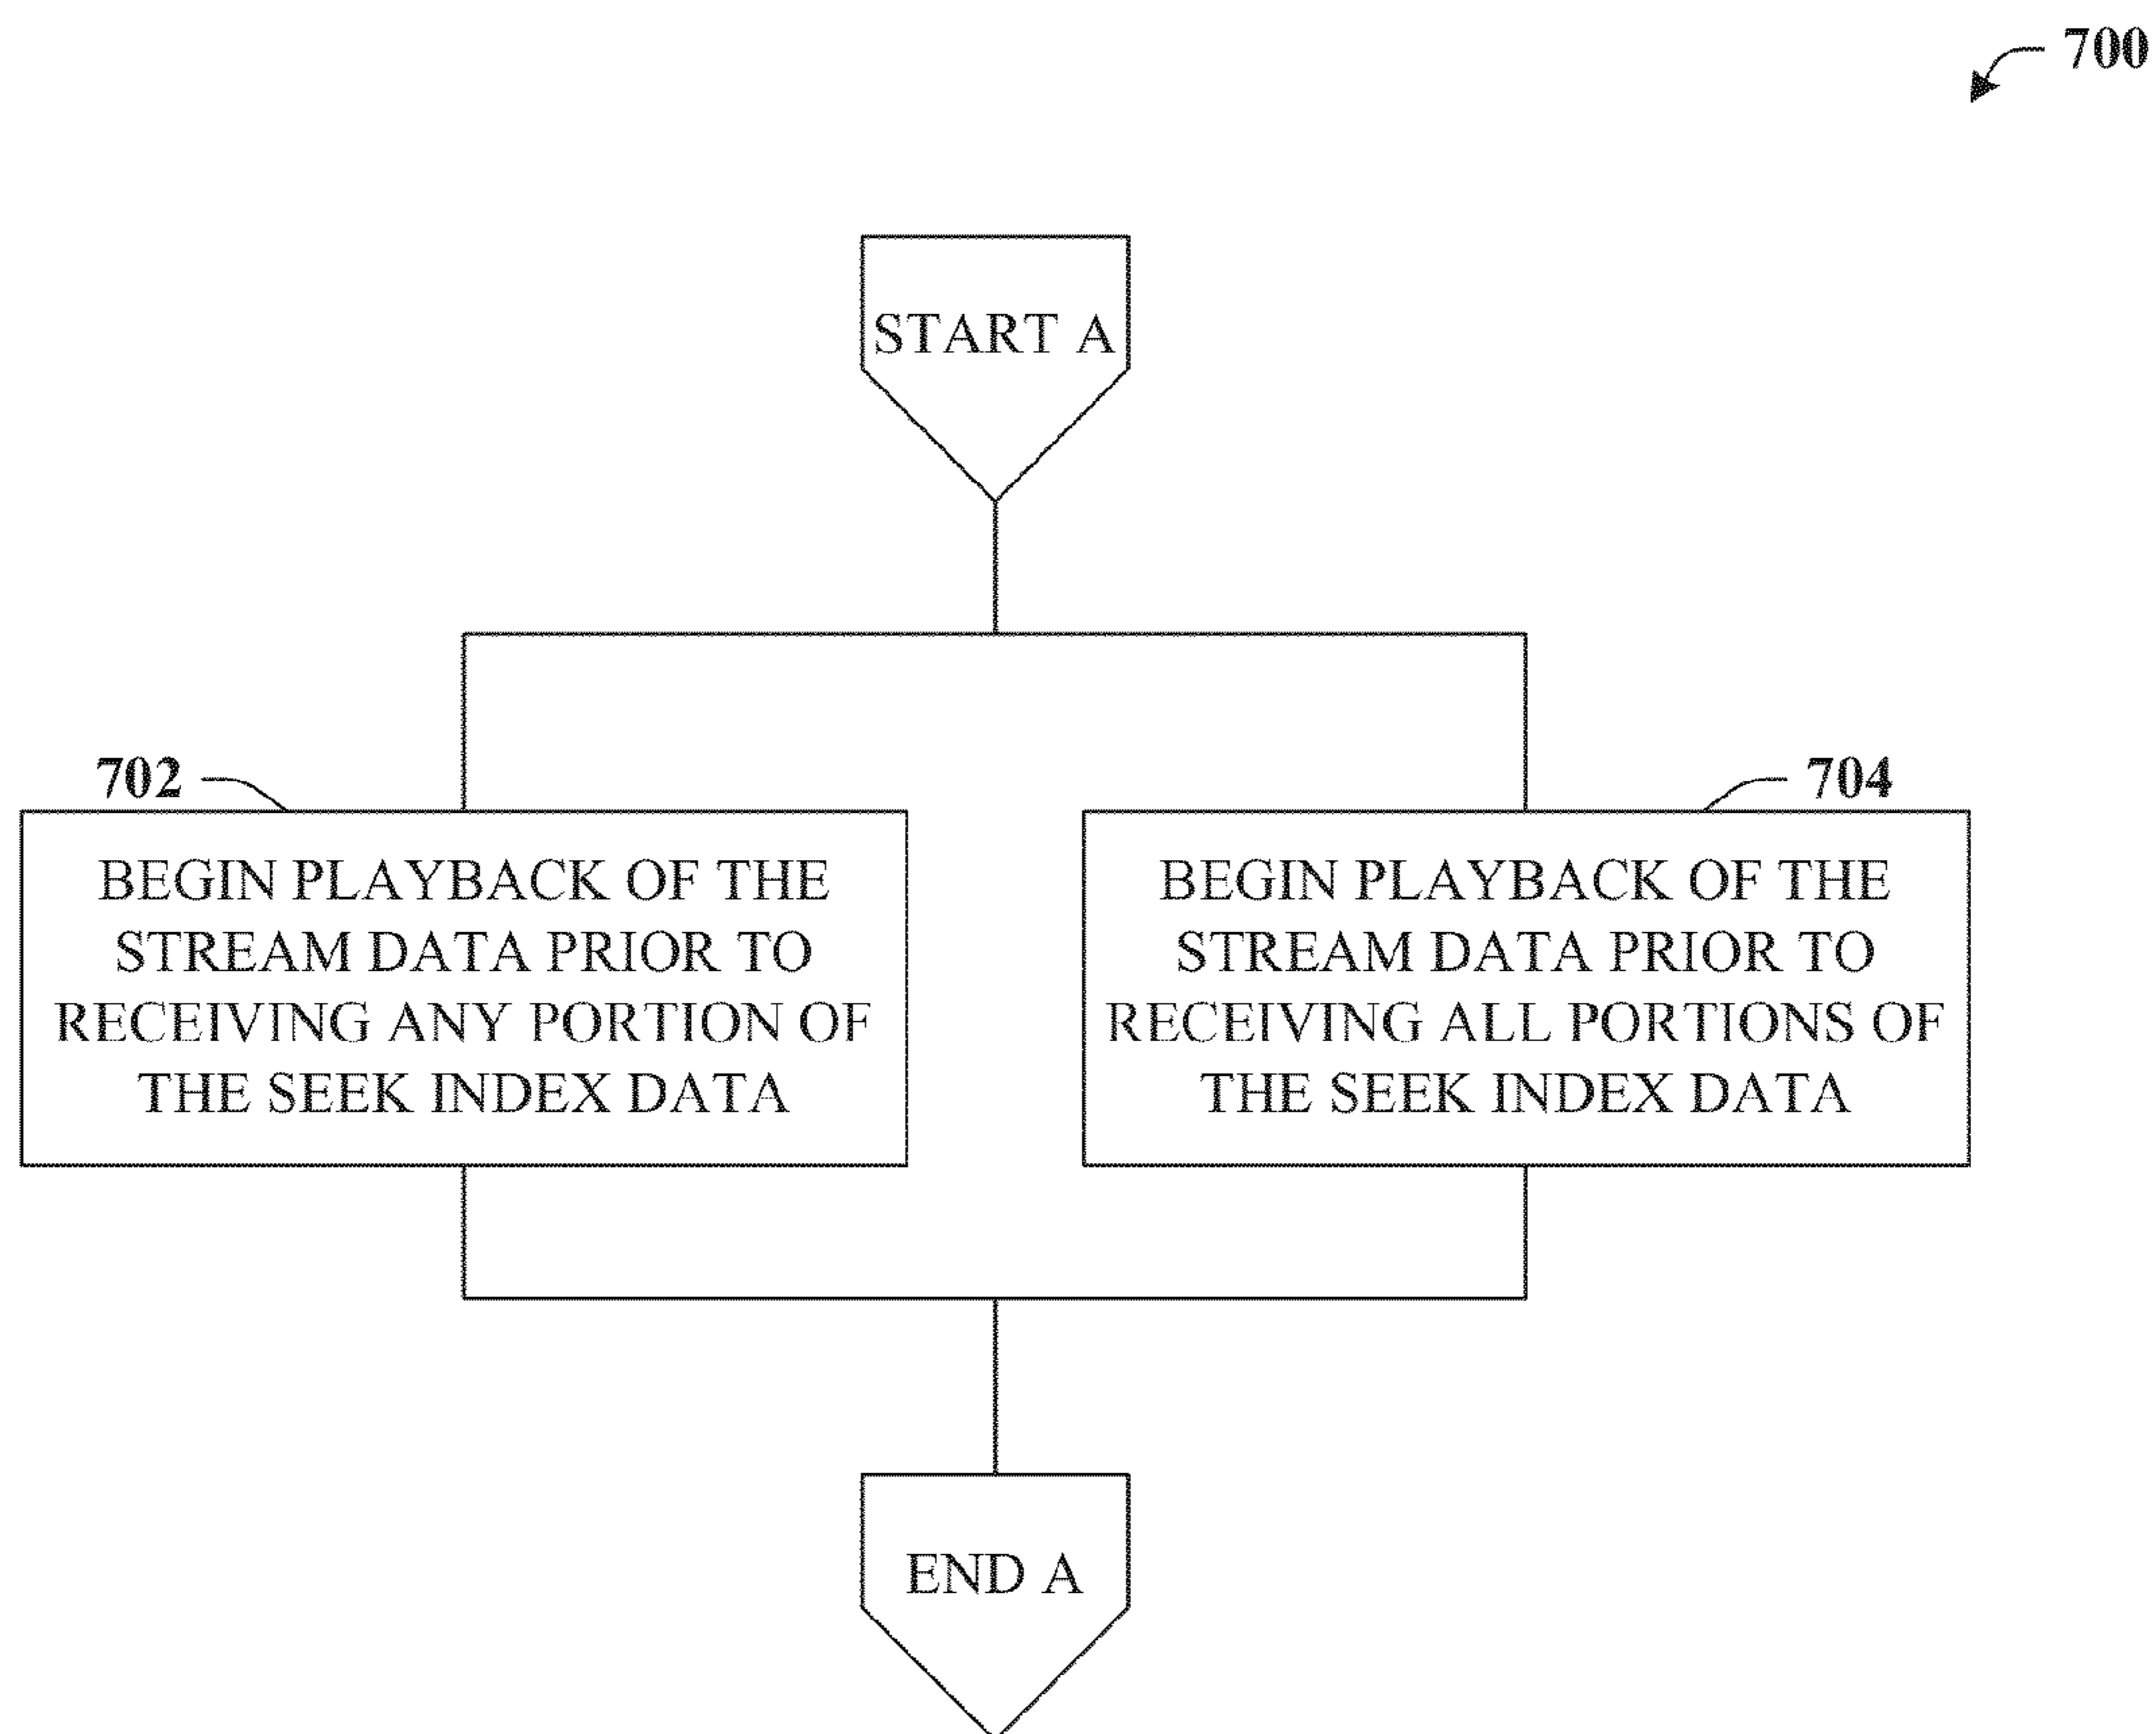 700
START A
702
704
BEGIN PLAYBACK OF THE
STREAM DATA PRIOR TO
RECEIVING ANY PORTION OF
THE SEEK INDEX DATA
BEGIN PLAYBACK OF THE
STREAM DATA PRIOR TO
RECEIVING ALL PORTIONS OF
THE SEEK INDEX DATA
END A